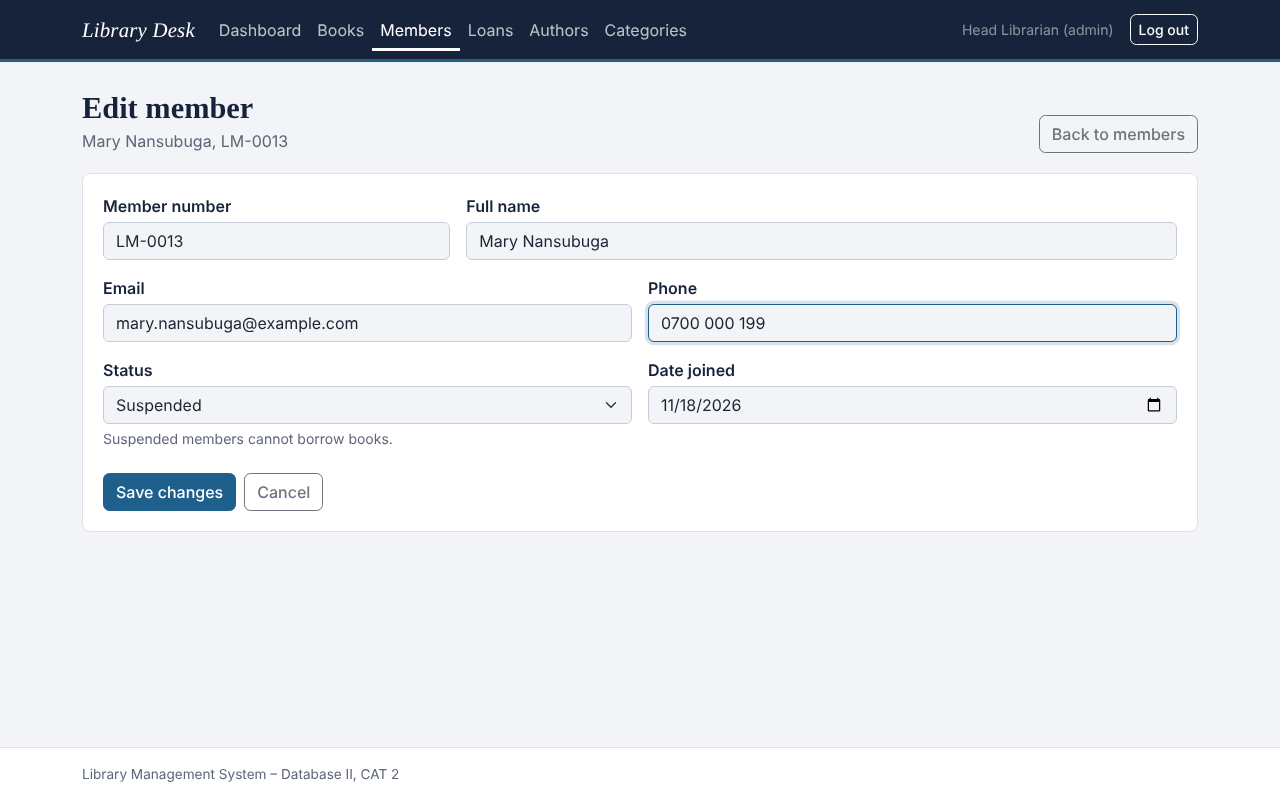 Library Desk Dashboard Books Members Loans Authors Categories Head Librarian (admin) Log out
Edit member
Mary Nansubuga, LM-0013
Back to members
Member number Full name
LM-0013 Mary Nansubuga
Email Phone
mary.nansubuga@example.com 0700 000 199
Status Date joined
Suspended 11/18/2026
Suspended members cannot borrow books.
Save changes Cancel
Library Management System – Database II, CAT 2